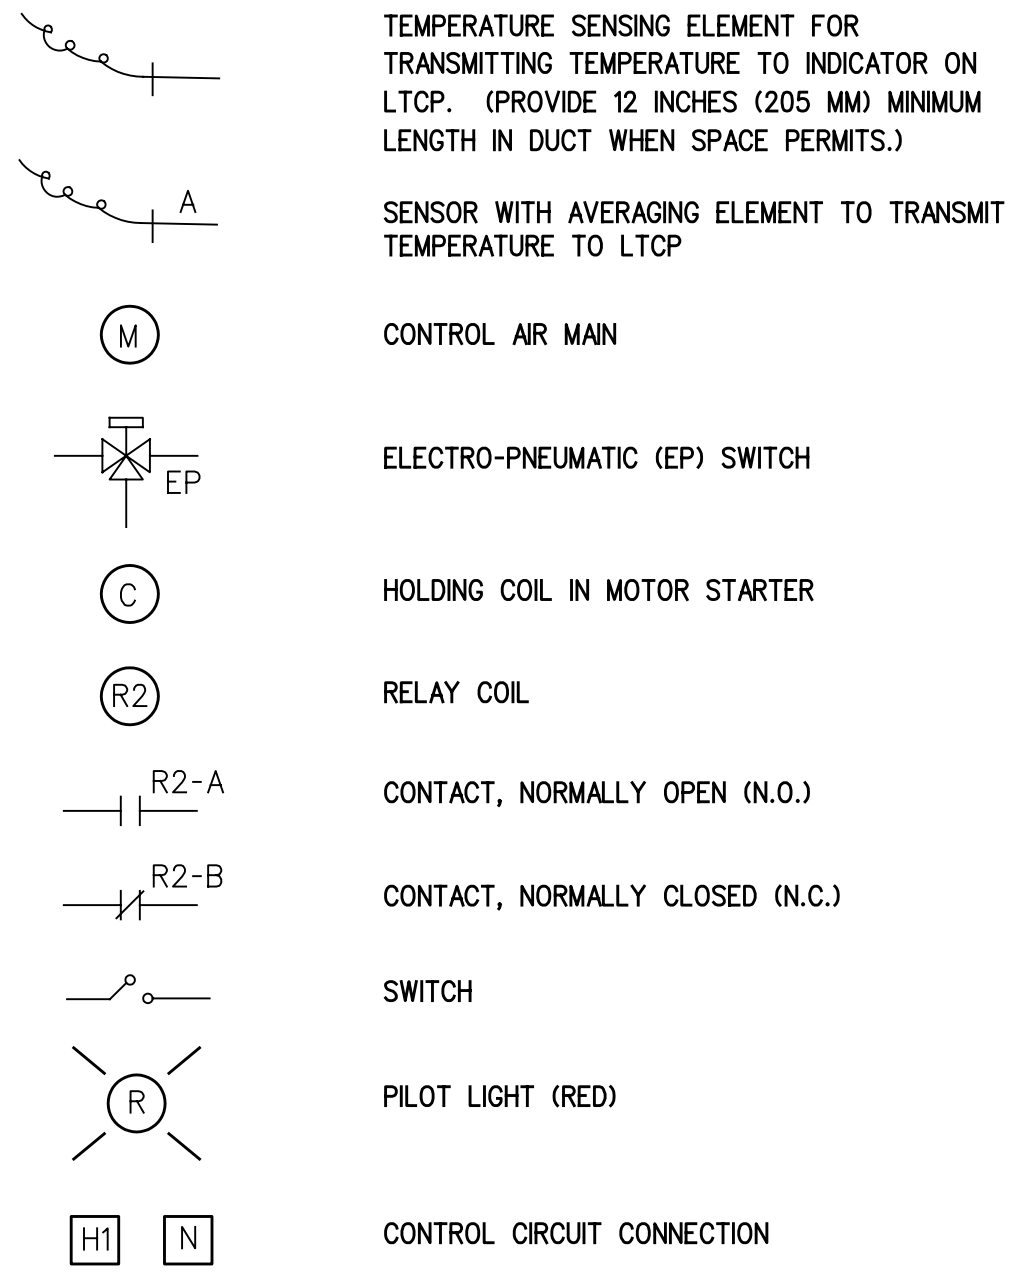 TEMPERATURE SENSING ELEMENT FOR
TRANSMITTING TEMPERATURE TO INDICATOR ON
LTCP. (PROVIDE 12 INCHES (205 MM) MINIMUM
LENGTH IN DUCT WHEN SPACE PERMITS.)
A
SENSOR WITH AVERAGING ELEMENT TO TRANSMIT
TEMPERATURE TO LTCP
M
CONTROL AIR MAIN
EP
ELECTRO-PNEUMATIC (EP) SWITCH
C
HOLDING COIL IN MOTOR STARTER
R2
RELAY COIL
R2-A
CONTACT, NORMALLY OPEN (N.O.)
R2-B
CONTACT, NORMALLY CLOSED (N.C.)
SWITCH
R
PILOT LIGHT (RED)
H1 N
CONTROL CIRCUIT CONNECTION